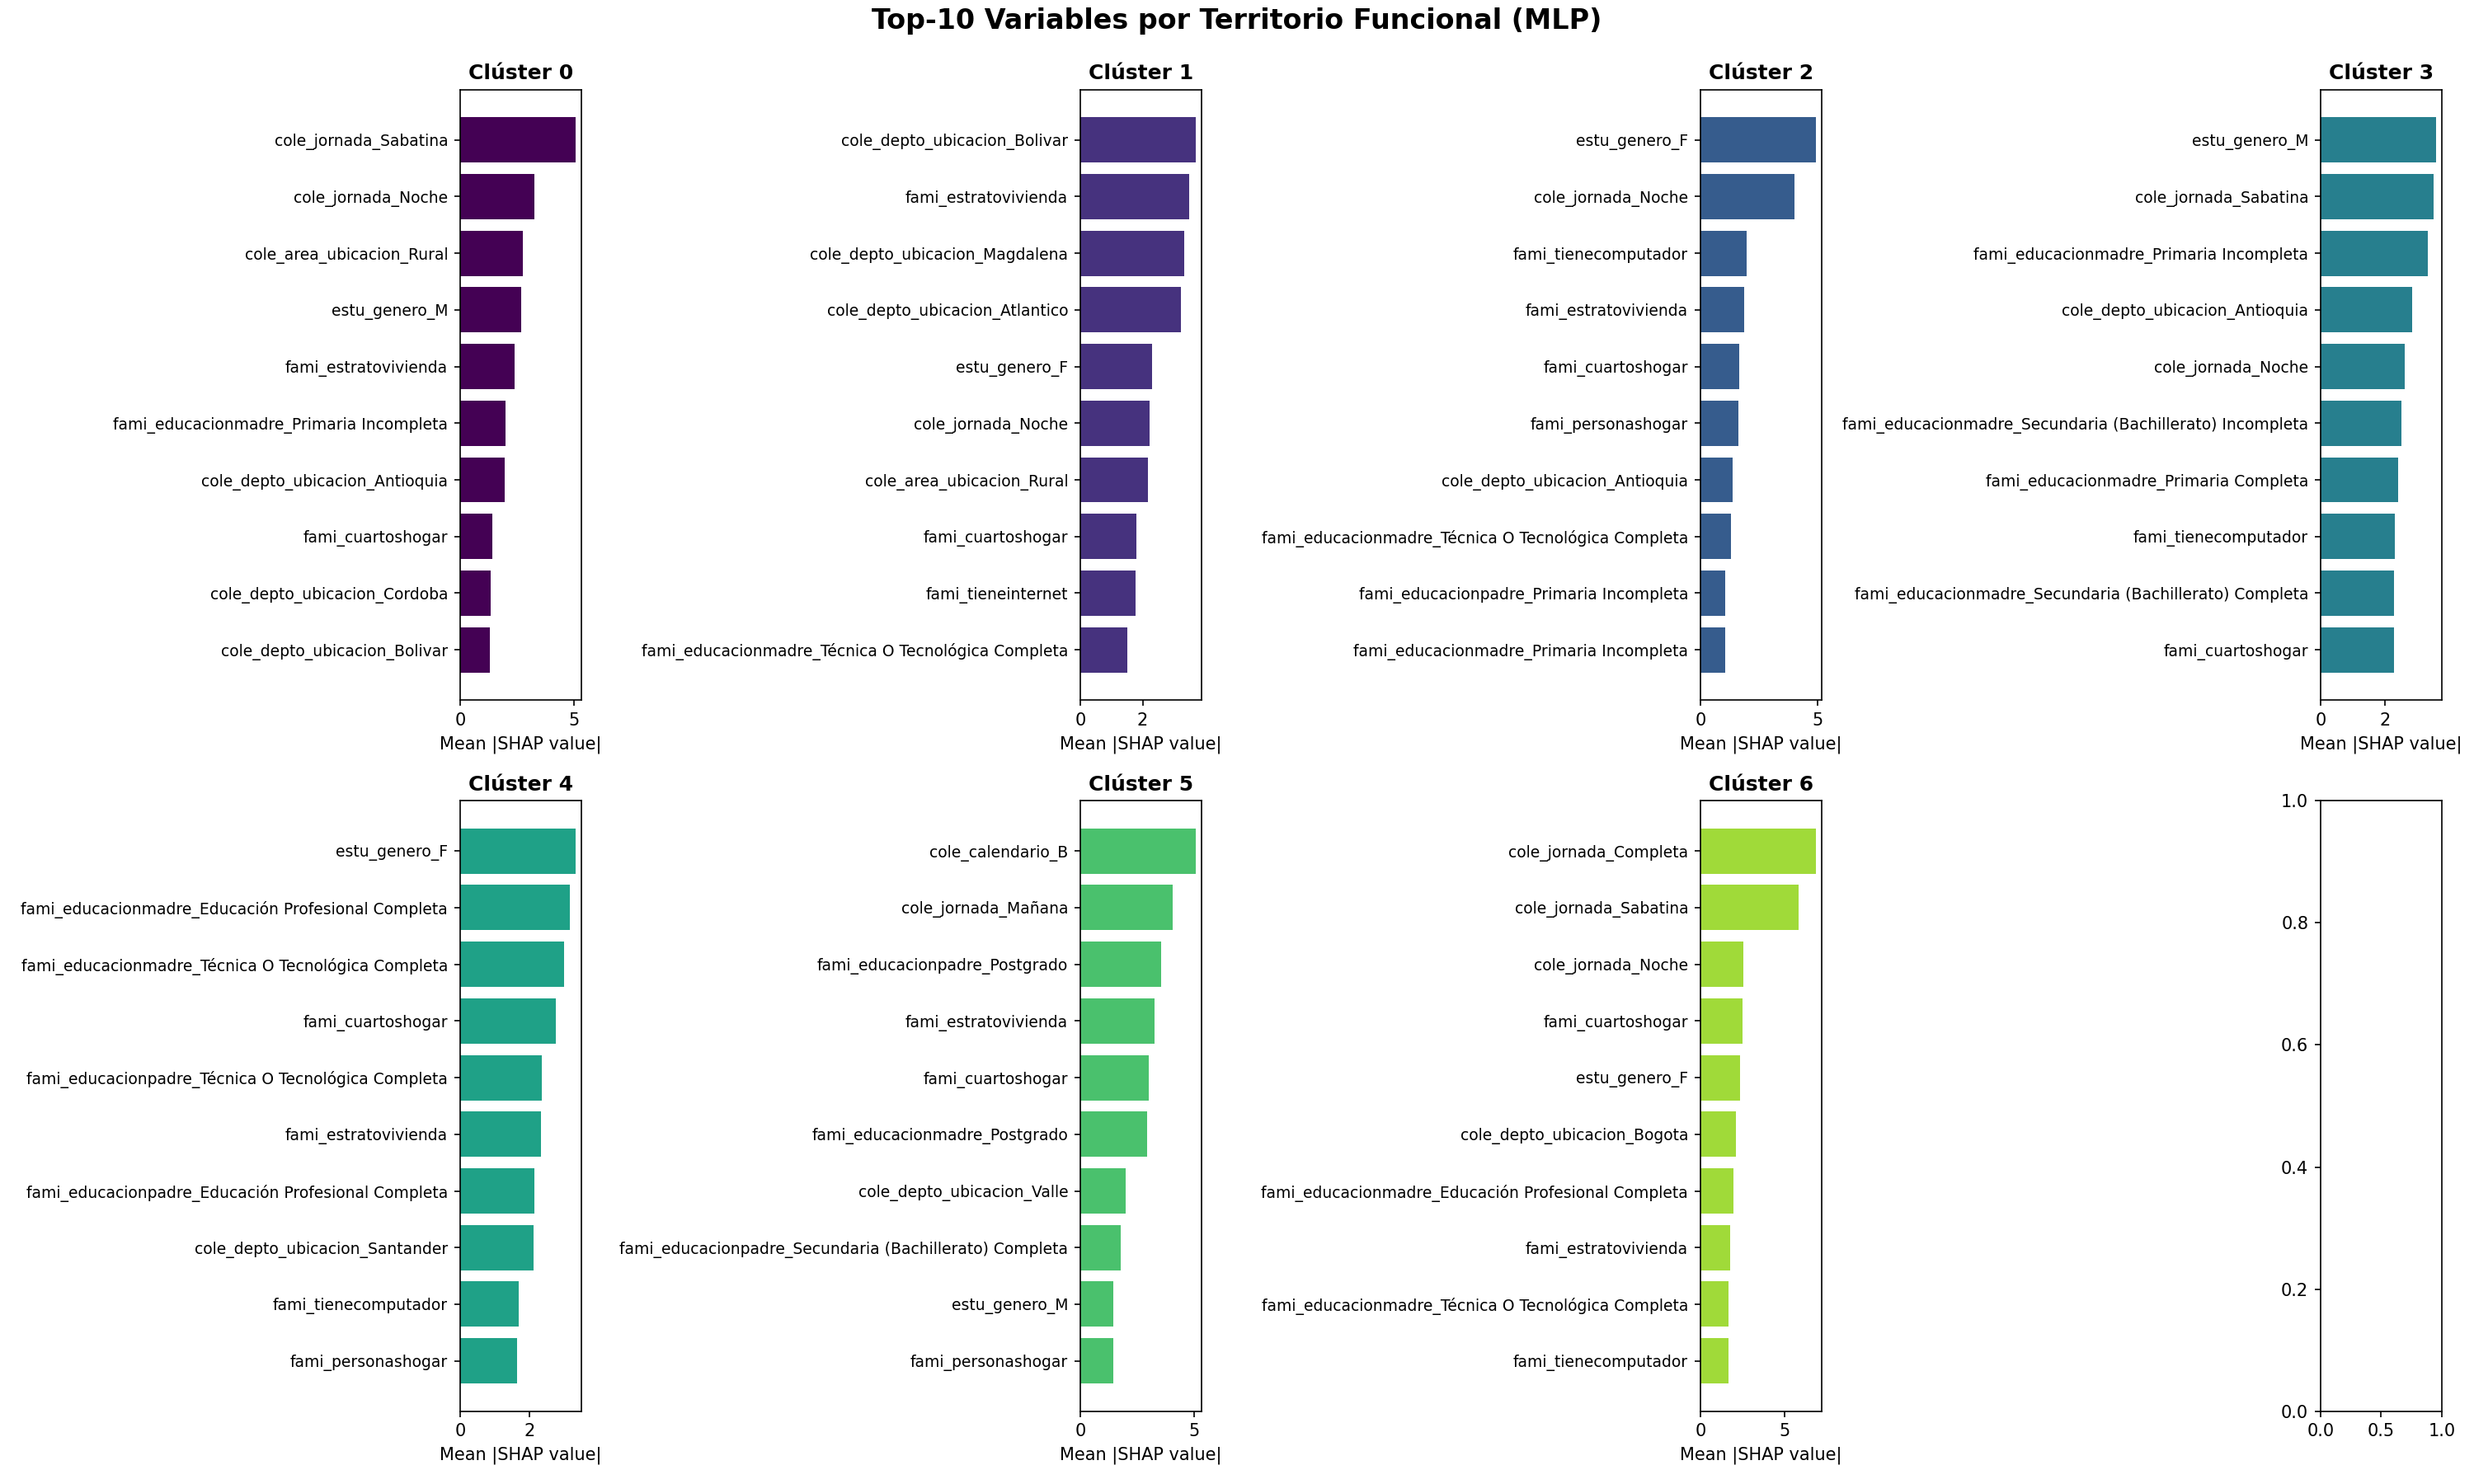 Top-10 Variables por Territorio Funcional (MLP)
Clúster 0
cole_jornada_Sabatina
cole_jornada_Noche
cole_area_ubicacion_Rural
estu_genero_M
fami_estratovivienda
fami_educacionmadre_Primaria Incompleta
cole_depto_ubicacion_Antioquia
fami_cuartoshogar
cole_depto_ubicacion_Cordoba
cole_depto_ubicacion_Bolivar
0 5
Mean |SHAP value|
Clúster 1
cole_depto_ubicacion_Bolivar
fami_estratovivienda
cole_depto_ubicacion_Magdalena
cole_depto_ubicacion_Atlantico
estu_genero_F
cole_jornada_Noche
cole_area_ubicacion_Rural
fami_cuartoshogar
fami_tieneinternet
fami_educacionmadre_Técnica O Tecnológica Completa
0 2
Mean |SHAP value|
Clúster 2
estu_genero_F
cole_jornada_Noche
fami_tienecomputador
fami_estratovivienda
fami_cuartoshogar
fami_personashogar
cole_depto_ubicacion_Antioquia
fami_educacionmadre_Técnica O Tecnológica Completa
fami_educacionpadre_Primaria Incompleta
fami_educacionmadre_Primaria Incompleta
0 5
Mean |SHAP value|
Clúster 3
estu_genero_M
cole_jornada_Sabatina
fami_educacionmadre_Primaria Incompleta
cole_depto_ubicacion_Antioquia
cole_jornada_Noche
fami_educacionmadre_Secundaria (Bachillerato) Incompleta
fami_educacionmadre_Primaria Completa
fami_tienecomputador
fami_educacionmadre_Secundaria (Bachillerato) Completa
fami_cuartoshogar
0 2
Mean |SHAP value|
Clúster 4
estu_genero_F
fami_educacionmadre_Educación Profesional Completa
fami_educacionmadre_Técnica O Tecnológica Completa
fami_cuartoshogar
fami_educacionpadre_Técnica O Tecnológica Completa
fami_estratovivienda
fami_educacionpadre_Educación Profesional Completa
cole_depto_ubicacion_Santander
fami_tienecomputador
fami_personashogar
0 2
Mean |SHAP value|
Clúster 5
cole_calendario_B
cole_jornada_Mañana
fami_educacionpadre_Postgrado
fami_estratovivienda
fami_cuartoshogar
fami_educacionmadre_Postgrado
cole_depto_ubicacion_Valle
fami_educacionpadre_Secundaria (Bachillerato) Completa
estu_genero_M
fami_personashogar
0 5
Mean |SHAP value|
Clúster 6
cole_jornada_Completa
cole_jornada_Sabatina
cole_jornada_Noche
fami_cuartoshogar
estu_genero_F
cole_depto_ubicacion_Bogota
fami_educacionmadre_Educación Profesional Completa
fami_estratovivienda
fami_educacionmadre_Técnica O Tecnológica Completa
fami_tienecomputador
0 5
Mean |SHAP value|
1.0
0.8
0.6
0.4
0.2
0.0
0.0 0.5 1.0